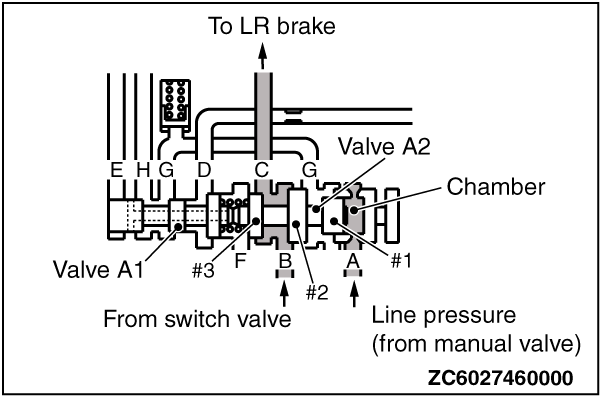 To LR brake
Valve A2
E H G D C G
Chamber
Valve A1
#3
F
B
#2
A
#1
From switch valve
Line pressure
(from manual valve)
ZC6027460000